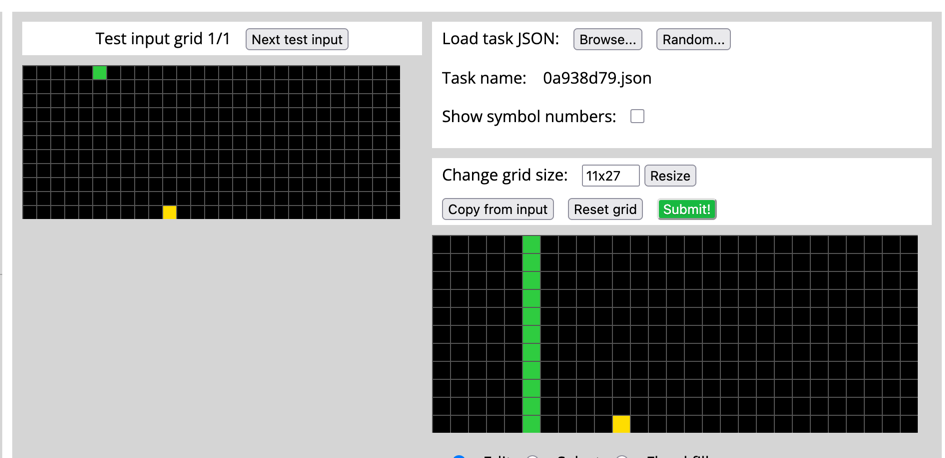 Test input grid 1/1 Next test input
Load task JSON: Browse... Random...
Task name: 0a938d79.json
Show symbol numbers:
Change grid size: 11x27 Resize
Copy from input Reset grid Submit!